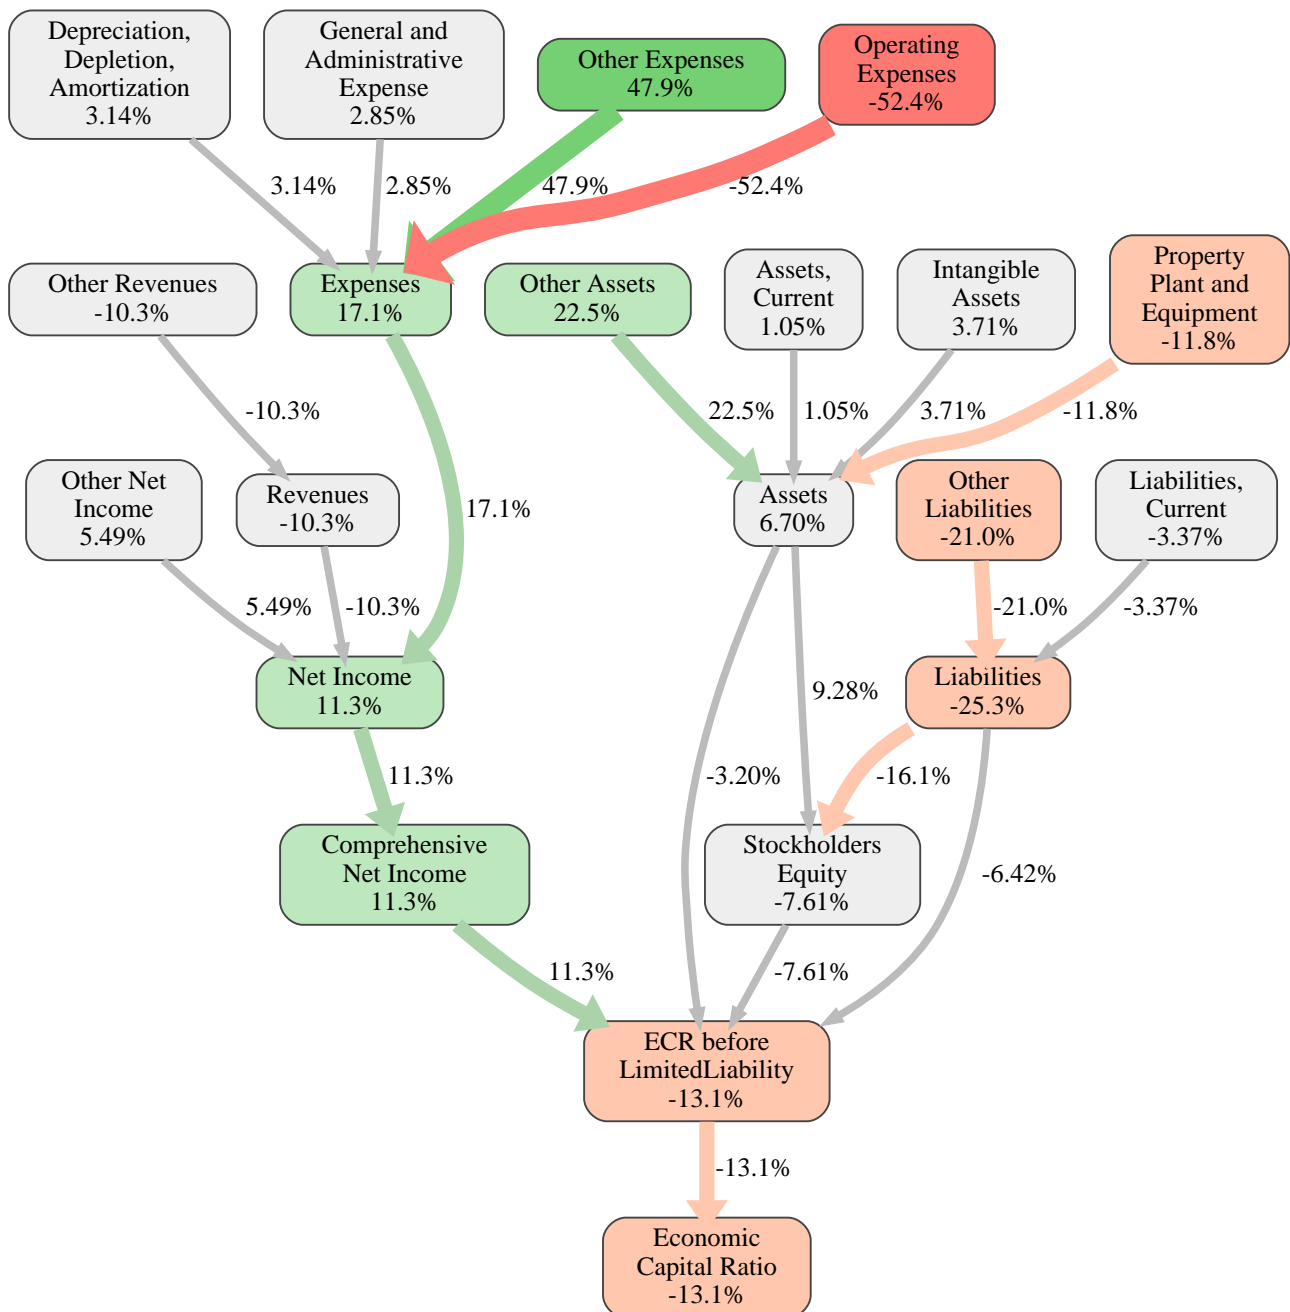 Depreciation,
Depletion,
Amortization
3.14%
General and
Administrative
Expense
2.85%
Other Expenses
47.9%
Operating
Expenses
-52.4%
3.14%
2.85%
47.9%
-52.4%
Other Revenues
-10.3%
Expenses
17.1%
Other Assets
22.5%
Assets,
Current
1.05%
Intangible
Assets
3.71%
Property
Plant and
Equipment
-11.8%
-10.3%
22.5%
1.05%
3.71%
-11.8%
Other Net
Income
5.49%
Revenues
-10.3%
17.1%
Assets
6.70%
Other
Liabilities
-21.0%
Liabilities,
Current
-3.37%
5.49%
-10.3%
-21.0%
-3.37%
Net Income
11.3%
9.28%
Liabilities
-25.3%
11.3%
-3.20%
-16.1%
Comprehensive
Net Income
11.3%
Stockholders
Equity
-7.61%
-6.42%
11.3%
-7.61%
ECR before
LimitedLiability
-13.1%
-13.1%
Economic
Capital Ratio
-13.1%